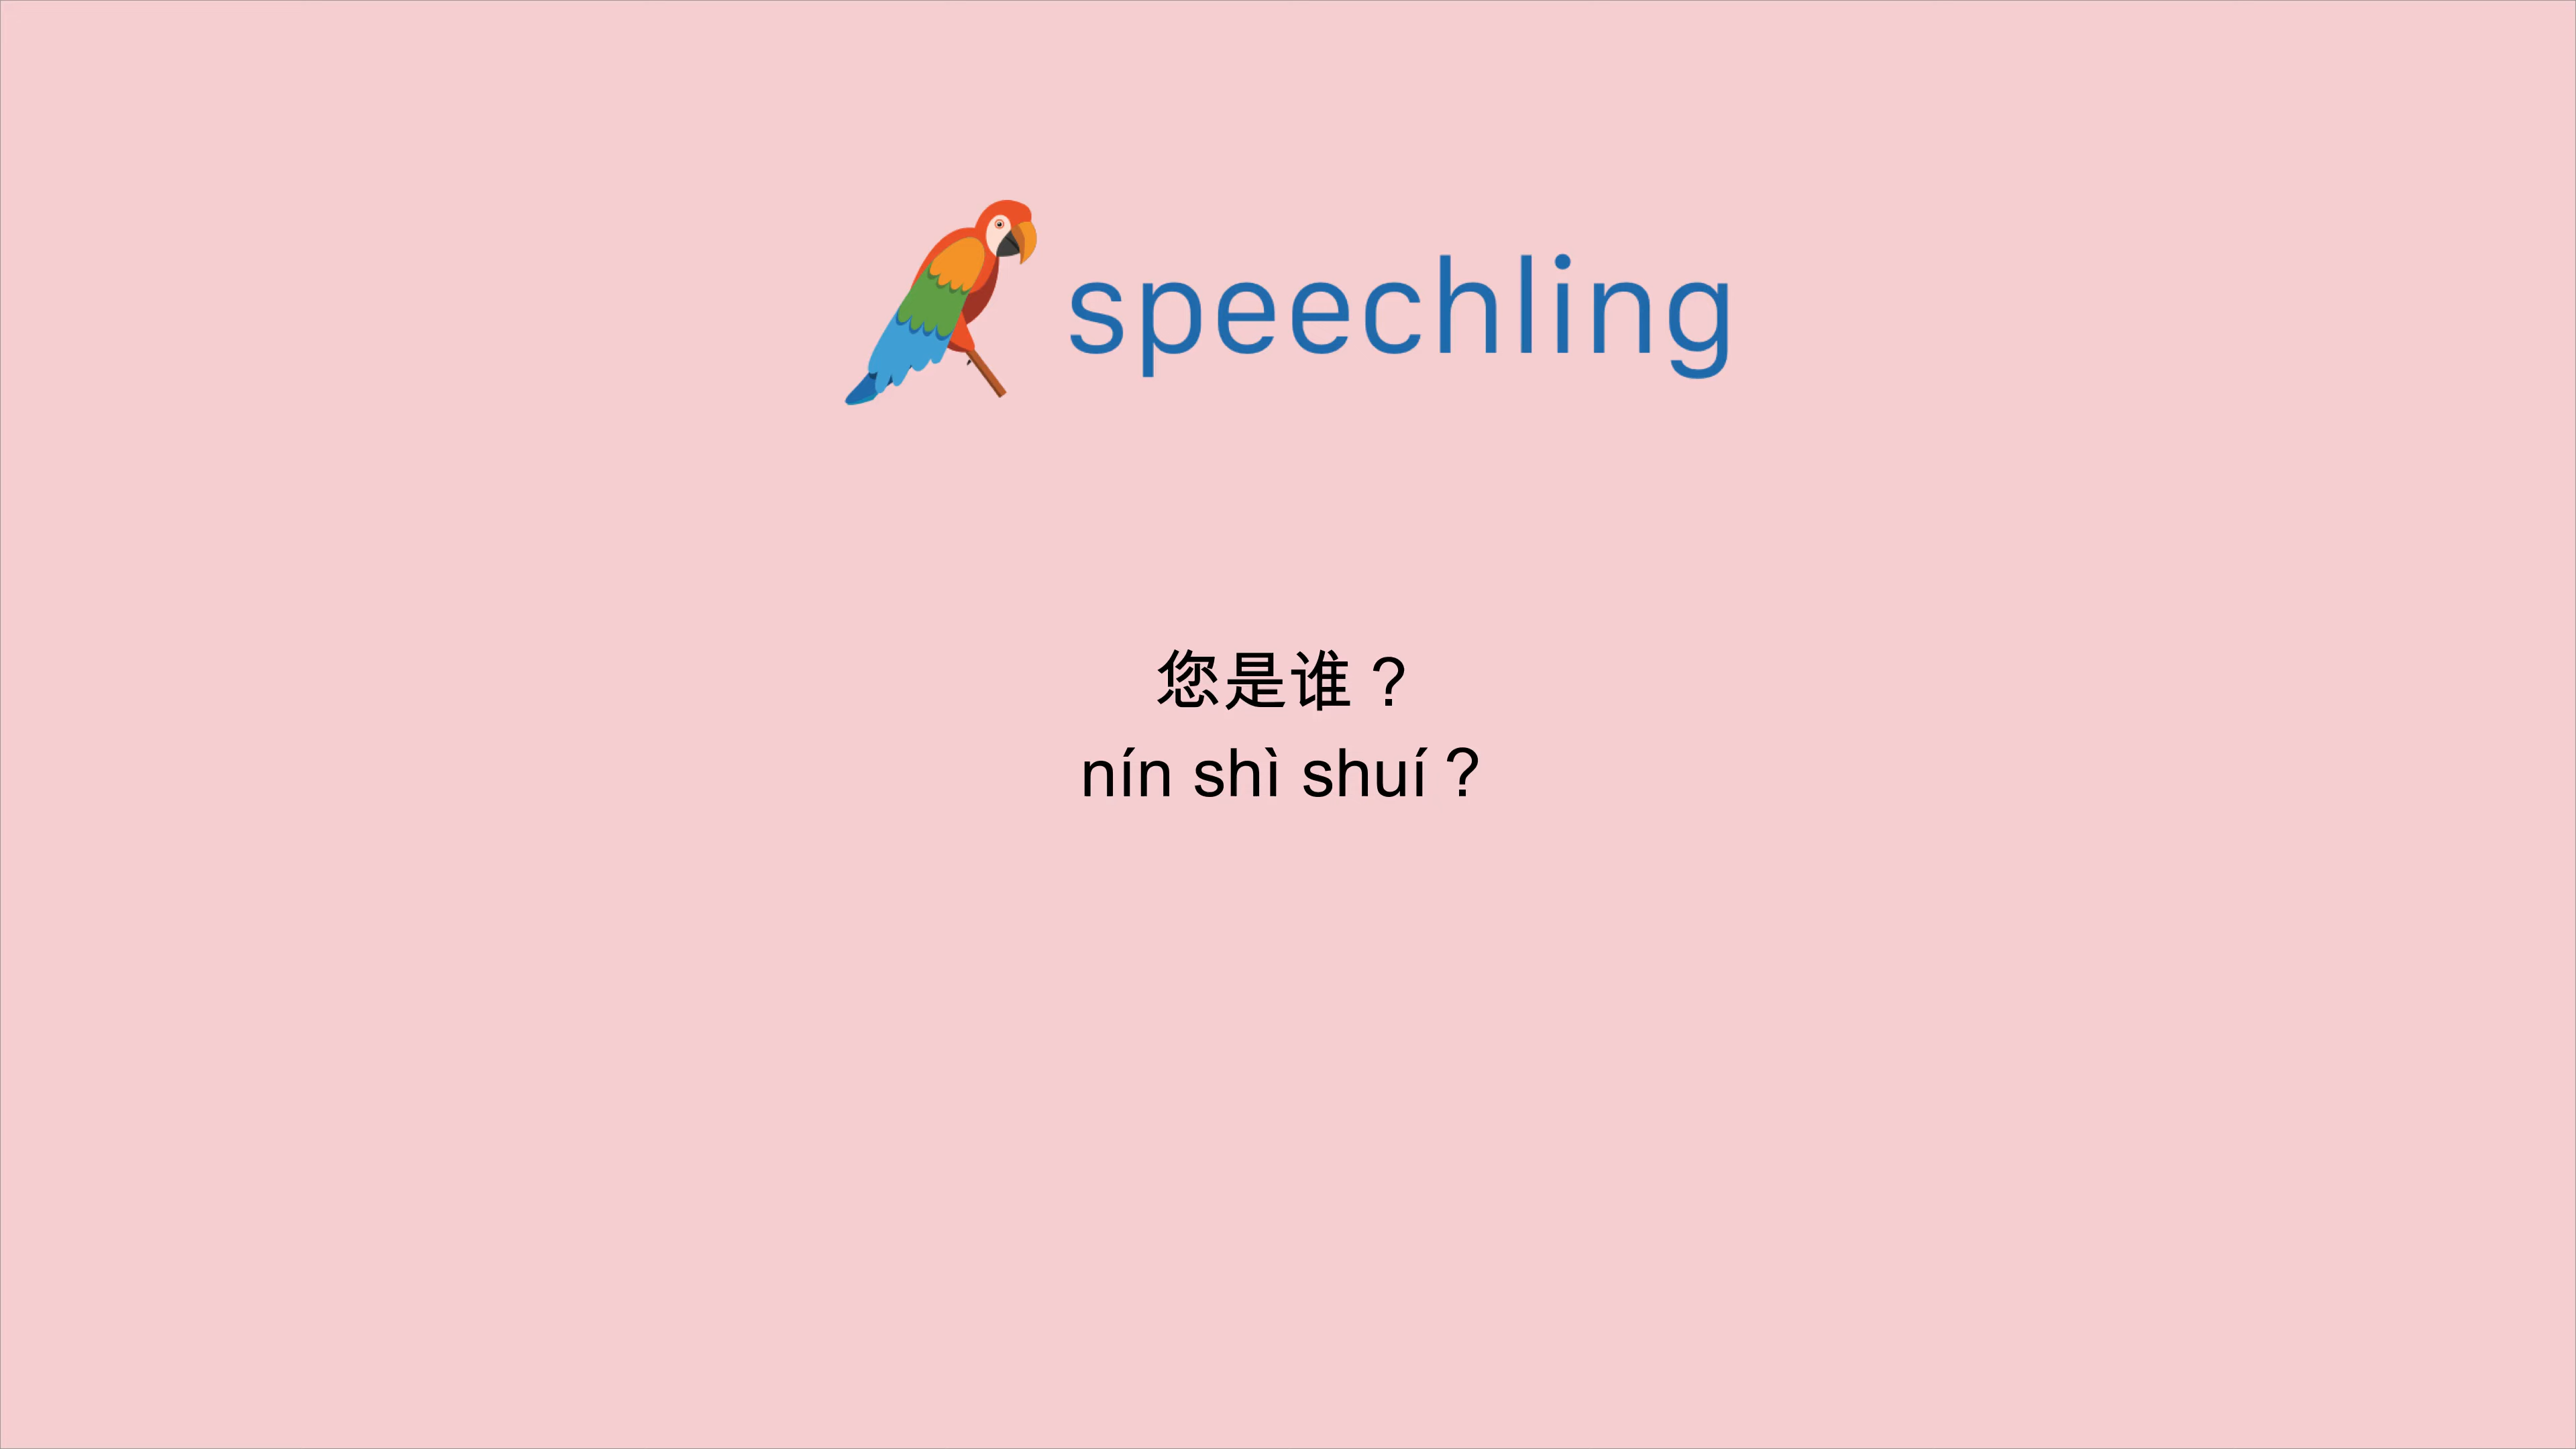 speechling
您是谁？
nín shì shuí？